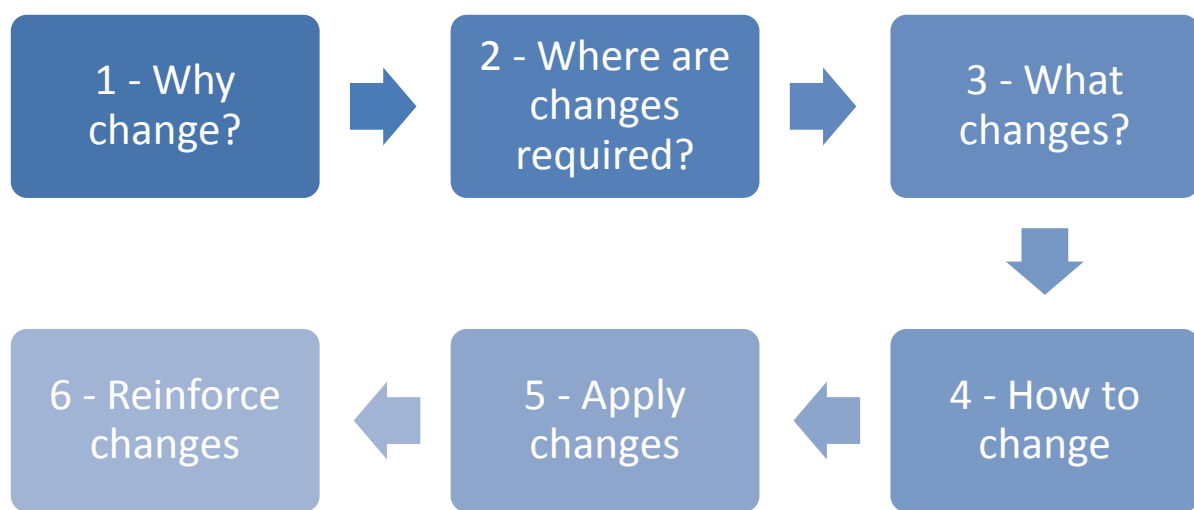 1 - Why
change?
2 - Where are
changes
required?
3 - What
changes?
4 - How to
change
5 - Apply
changes
6 - Reinforce
changes